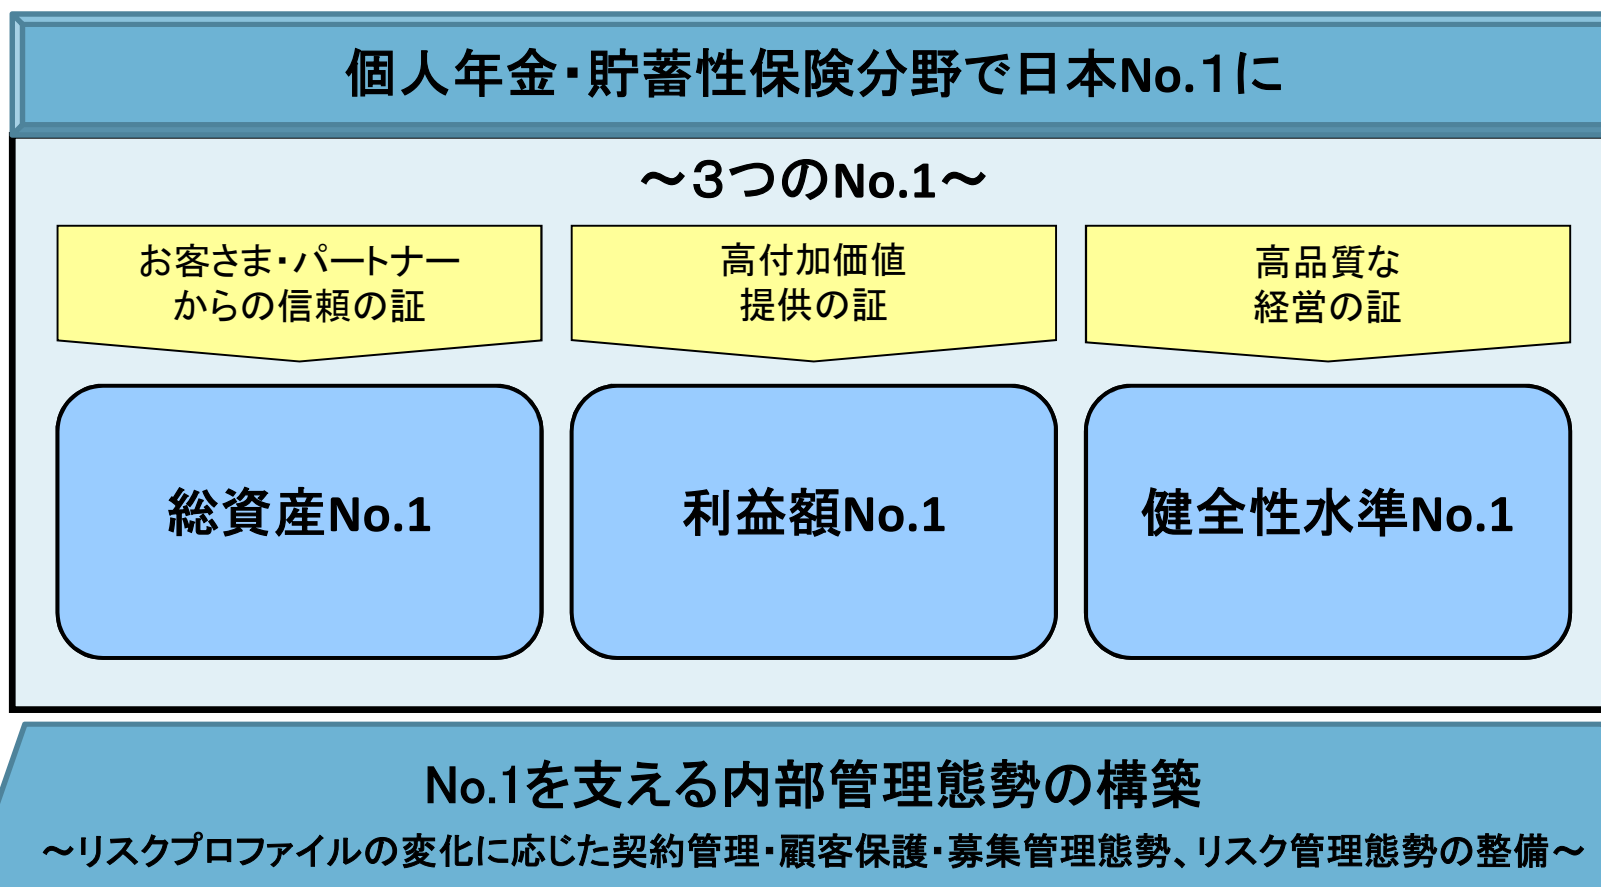 個人年金・貯蓄性保険分野で日本No.１に
～３つのNo.1～
お客さま・パートナー
からの信頼の証
高付加価値
提供の証
高品質な
経営の証
総資産No.1
利益額No.1
健全性水準No.1
No.1を支える内部管理態勢の構築
～リスクプロファイルの変化に応じた契約管理・顧客保護・募集管理態勢、リスク管理態勢の整備～